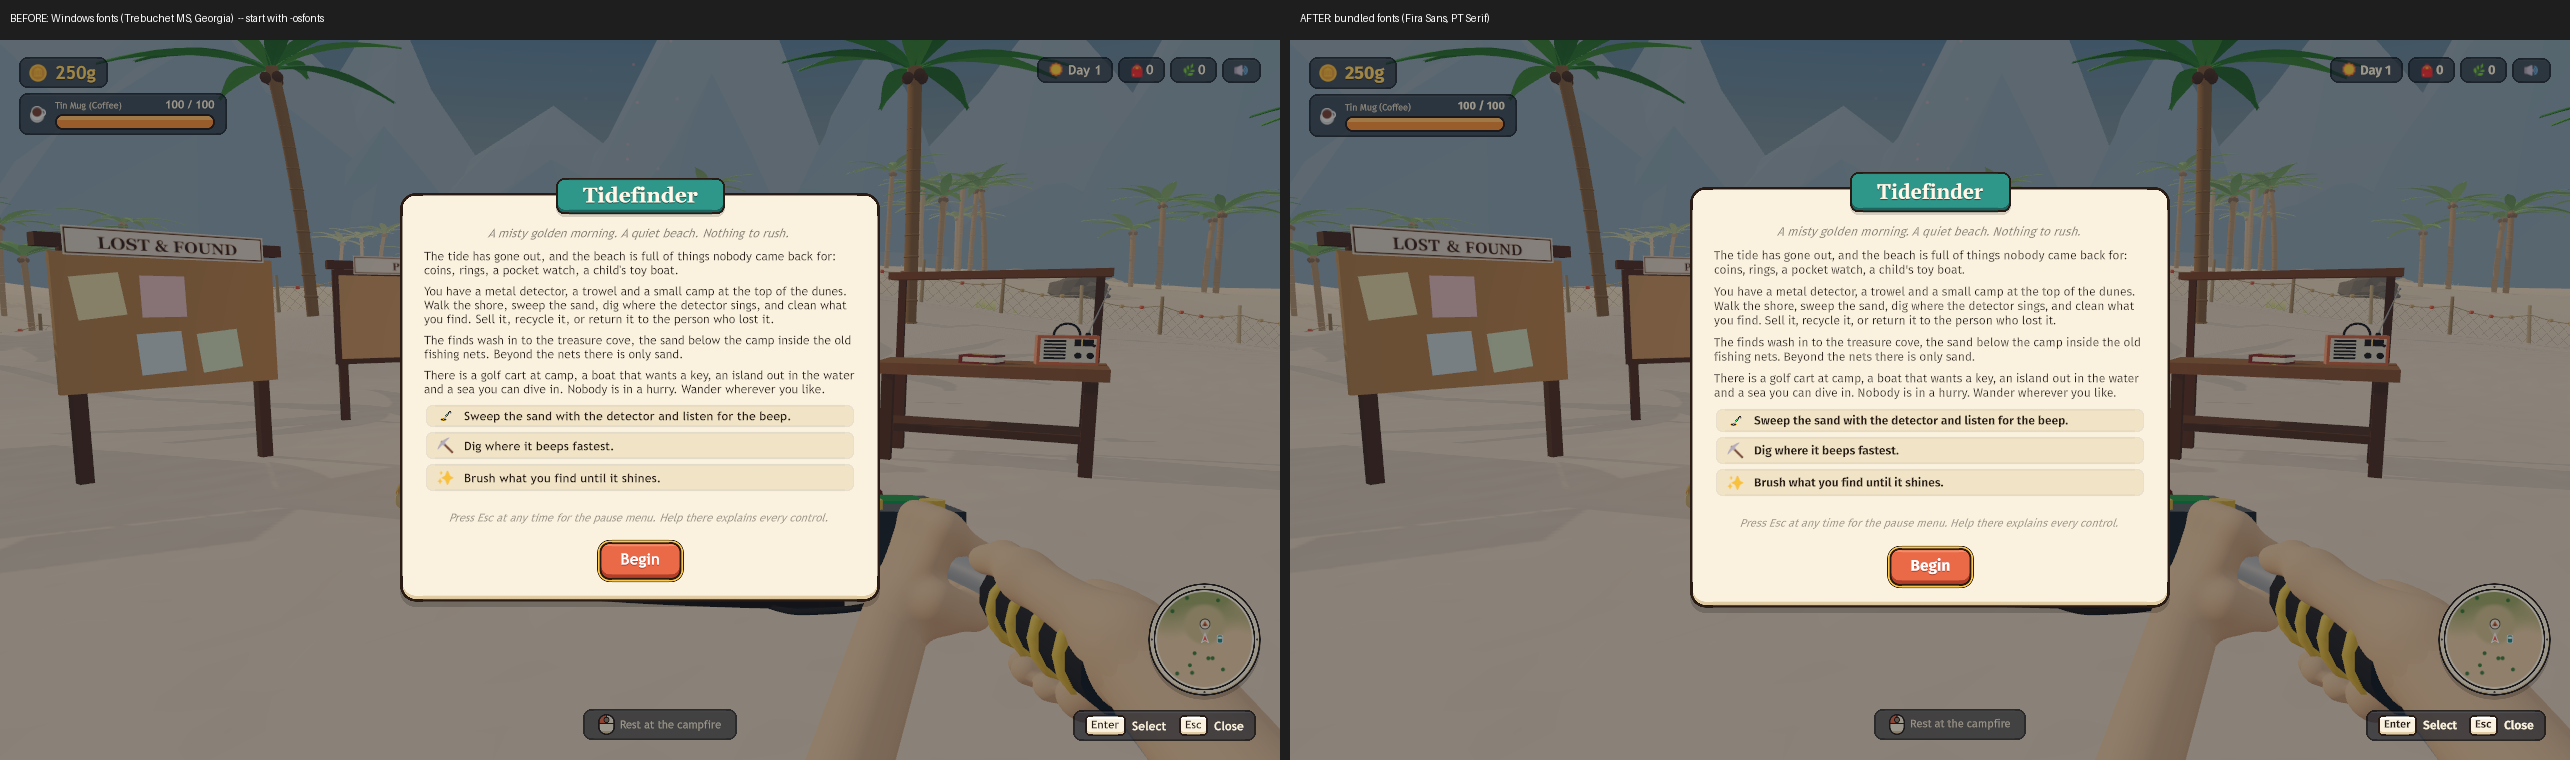 BEFORE: Windows fonts (Trebuchet MS, Georgia) -- start with -osfonts
250g
Day 1
0
0
Tin Mug (Coffee)
100 / 100
LOST & FOUND
P
Tidefinder
A misty golden morning. A quiet beach. Nothing to rush.
The tide has gone out, and the beach is full of things nobody came back for:
coins, rings, a pocket watch, a child's toy boat.
You have a metal detector, a trowel and a small camp at the top of the dunes.
Walk the shore, sweep the sand, dig where the detector sings, and clean what
you find. Sell it, recycle it, or return it to the person who lost it.
The finds wash in to the treasure cove, the sand below the camp inside the old
fishing nets. Beyond the nets there is only sand.
There is a golf cart at camp, a boat that wants a key, an island out in the water
and a sea you can dive in. Nobody is in a hurry. Wander wherever you like.
Sweep the sand with the detector and listen for the beep.
Dig where it beeps fastest.
Brush what you find until it shines.
Press Esc at any time for the pause menu. Help there explains every control.
Begin
Rest at the campfire
Enter Select Esc Close
AFTER: bundled fonts (Fira Sans, PT Serif)
250g
Day 1
0
0
Tin Mug (Coffee)
100 / 100
LOST & FOUND
Tidefinder
A misty golden morning. A quiet beach. Nothing to rush.
The tide has gone out, and the beach is full of things nobody came back for:
coins, rings, a pocket watch, a child's toy boat.
You have a metal detector, a trowel and a small camp at the top of the dunes.
Walk the shore, sweep the sand, dig where the detector sings, and clean what
you find. Sell it, recycle it, or return it to the person who lost it.
The finds wash in to the treasure cove, the sand below the camp inside the old
fishing nets. Beyond the nets there is only sand.
There is a golf cart at camp, a boat that wants a key, an island out in the water
and a sea you can dive in. Nobody is in a hurry. Wander wherever you like.
Sweep the sand with the detector and listen for the beep.
Dig where it beeps fastest.
Brush what you find until it shines.
Press Esc at any time for the pause menu. Help there explains every control.
Begin
Rest at the campfire
Enter Select Esc Close